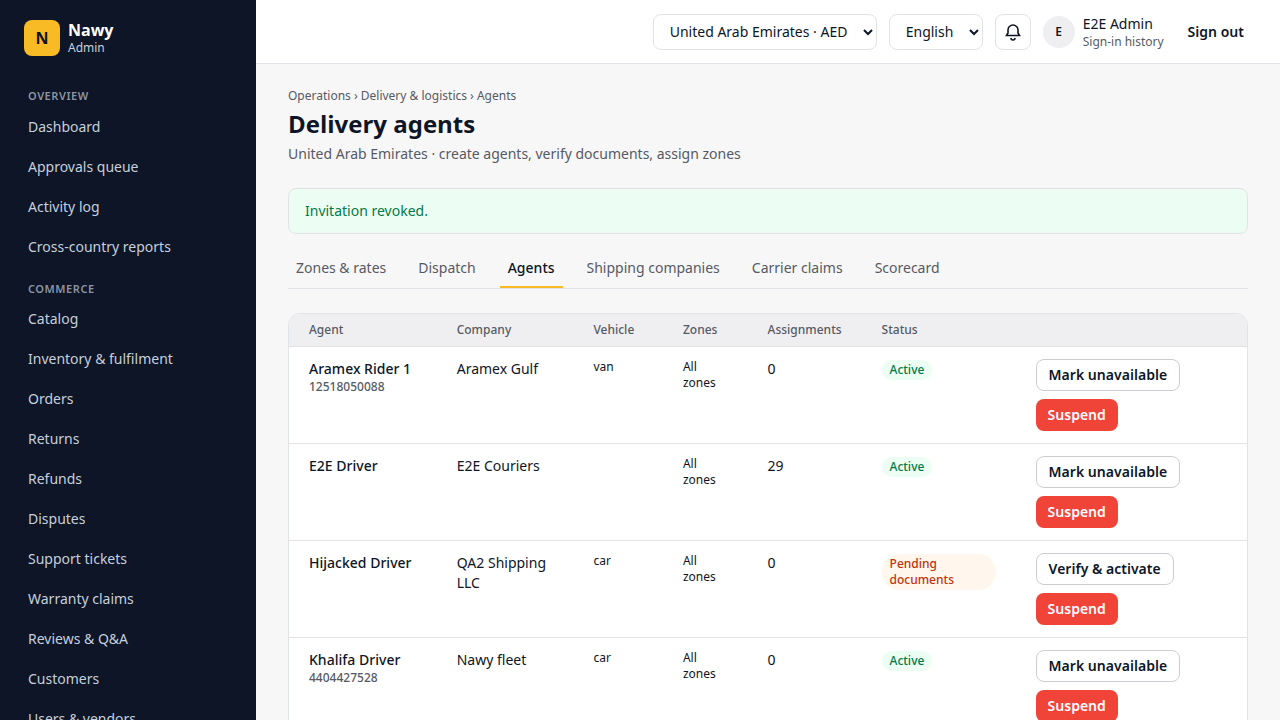 N
Nawy
Admin
OVERVIEW
Dashboard
Approvals queue
Activity log
Cross-country reports
COMMERCE
Catalog
Inventory & fulfilment
Orders
Returns
Refunds
Disputes
Support tickets
Warranty claims
Reviews & Q&A
Customers
Users & vendors
United Arab Emirates · AED
English
E
E2E Admin
Sign-in history
Sign out
Operations › Delivery & logistics › Agents
Delivery agents
United Arab Emirates · create agents, verify documents, assign zones
Invitation revoked.
Zones & rates Dispatch Agents Shipping companies Carrier claims Scorecard
Agent Company Vehicle Zones Assignments Status
Aramex Rider 1 Aramex Gulf van All zones 0 Active Mark unavailable
12518050088
Suspend
E2E Driver E2E Couriers All zones 29 Active Mark unavailable
Suspend
Hijacked Driver QA2 Shipping LLC car All zones 0 Pending documents Verify & activate
Suspend
Khalifa Driver Nawy fleet car All zones 0 Active Mark unavailable
4404427528
Suspend